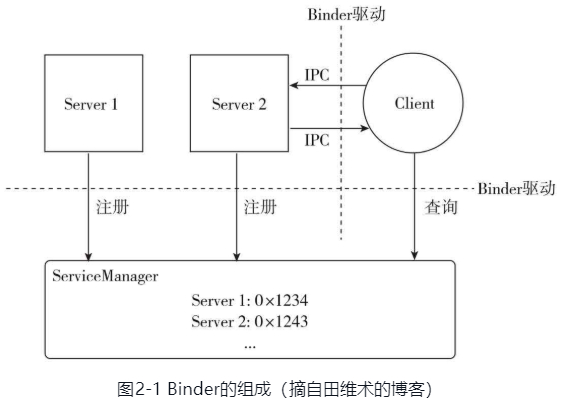 Binder驱动
IPC
Server 1
Server 2
Client
IPC
Binder驱动
注册
注册
查询
ServiceManager
Server 1: 0×1234
Server 2: 0×1243
...
图2-1 Binder的组成（摘自田维术的博客）